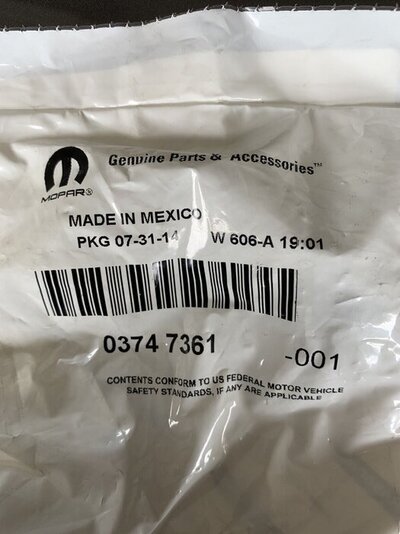 Genuine Parts & Accessories™
MOPAR®
MADE IN MEXICO
PKG 07-31-14 W 606-A 19:01
0374 7361 -001
CONTENTS CONFORM TO US FEDERAL MOTOR VEHICLE
SAFETY STANDARDS, IF ANY ARE APPLICABLE